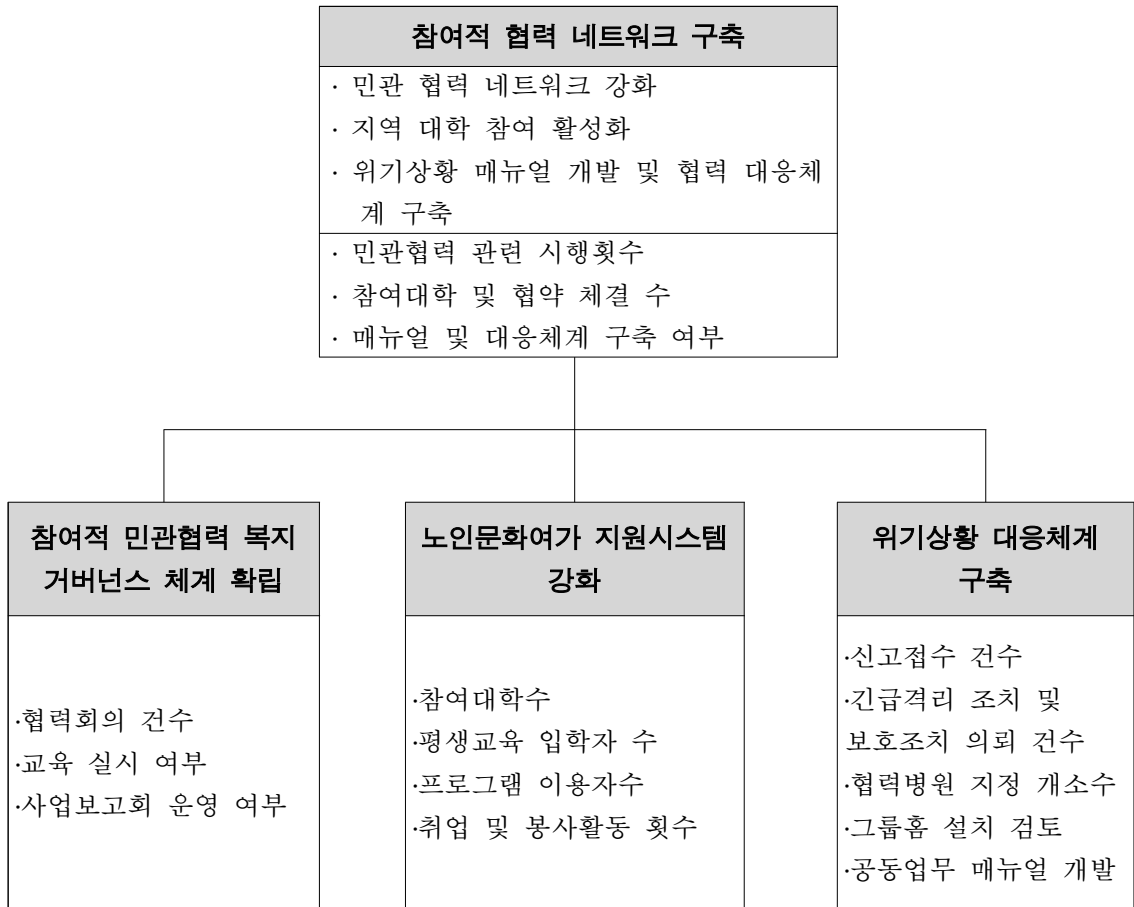 참여적 협력 네트워크 구축
· 민관 협력 네트워크 강화
· 지역 대학 참여 활성화
· 위기상황 매뉴얼 개발 및 협력 대응체
계 구축
· 민관협력 관련 시행횟수
· 참여대학 및 협약 체결 수
· 매뉴얼 및 대응체계 구축 여부
참여적 민관협력 복지
거버넌스 체계 확립
·협력회의 건수
·교육 실시 여부
·사업보고회 운영 여부
노인문화여가 지원시스템
강화
·참여대학수
·평생교육 입학자 수
·프로그램 이용자수
·취업 및 봉사활동 횟수
위기상황 대응체계
구축
·신고접수 건수
·긴급격리 조치 및
보호조치 의뢰 건수
·협력병원 지정 개소수
·그룹홈 설치 검토
·공동업무 매뉴얼 개발